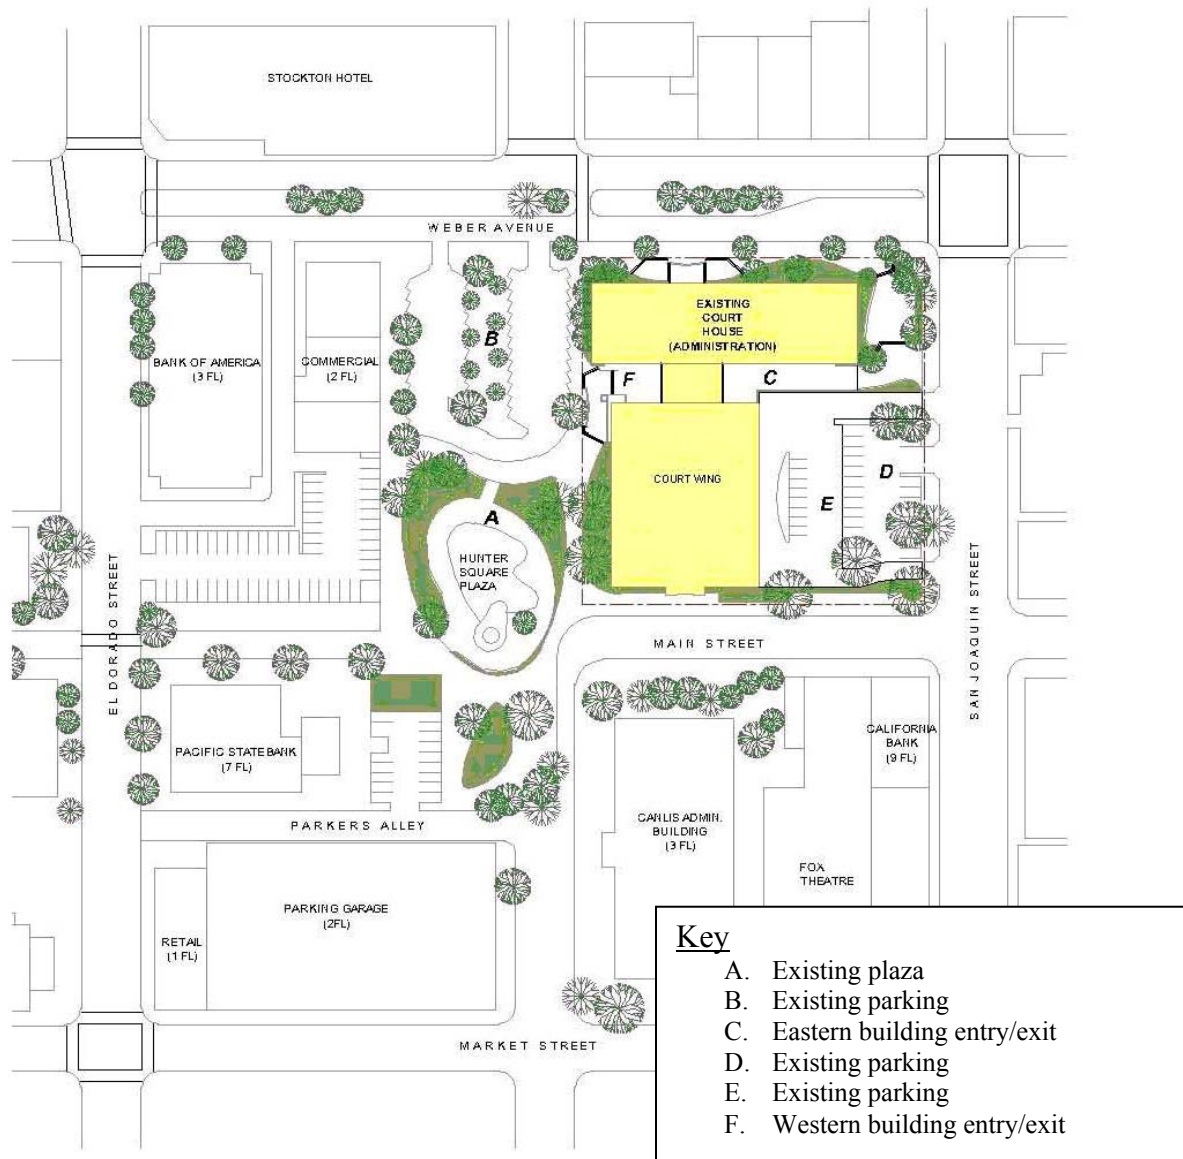 STOCKTON HOTEL
WEBER AVENUE
EXISTING
COURT
HOUSE
(ADMINISTRATION)
B
BANK OF AMERICA
(3 FL)
COMMERCIAL
(2 FL)
F
C
COURT WING
D
E
A
HUNTER
SQUARE
PLAZA
EL DORADO STREET
SAN JOAQUIN STREET
MAIN STREET
PACIFIC STATE BANK
(7 FL)
CALIFORNIA
BANK
(9 FL)
PARKERS ALLEY
CANLIS ADMIN.
BUILDING
(3 FL)
FOX
THEATRE
PARKING GARAGE
(2FL)
RETAIL
(1 FL)
MARKET STREET
Key
A. Existing plaza
B. Existing parking
C. Eastern building entry/exit
D. Existing parking
E. Existing parking
F. Western building entry/exit